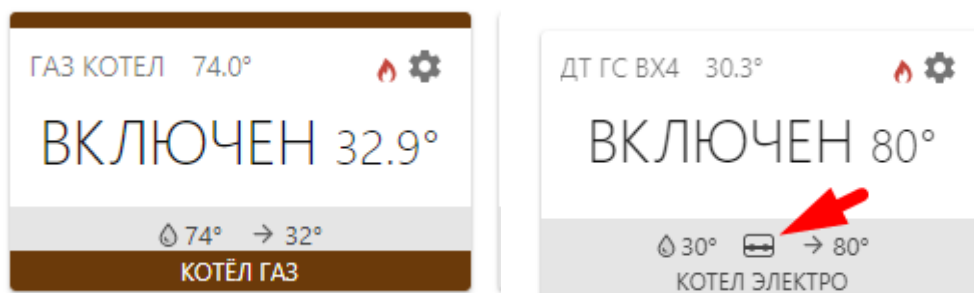 ГАЗ КОТЕЛ 74.0°
ВКЛЮЧЕН 32.9°
74° → 32°
КОТЁЛ ГАЗ
ДТ ГС ВХ4 30.3°
ВКЛЮЧЕН 80°
30° → 80°
КОТЕЛ ЭЛЕКТРО